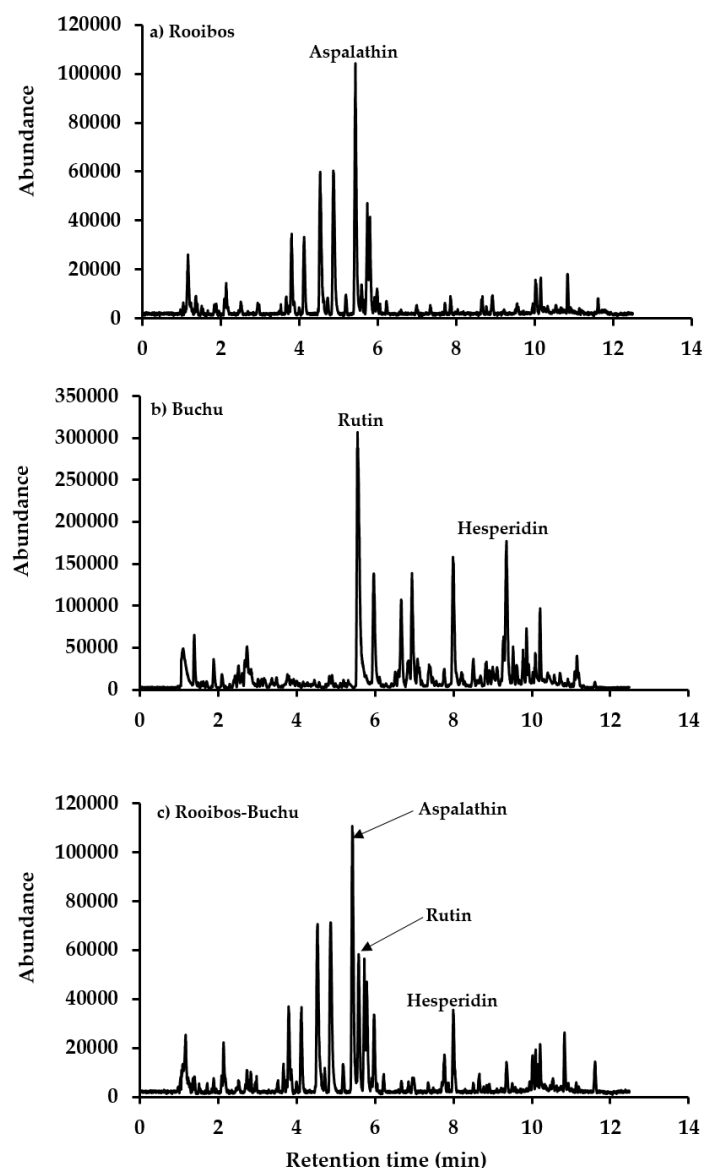 a) Rooibos
Aspalathin
Abundance
120000
100000
80000
60000
40000
20000
0
0 2 4 6 8 10 12 14
b) Buchu
Rutin
Hesperidin
Abundance
350000
300000
250000
200000
150000
100000
50000
0
0 2 4 6 8 10 12 14
c) Rooibos-Buchu
Aspalathin
Rutin
Hesperidin
Abundance
120000
100000
80000
60000
40000
20000
0
0 2 4 6 8 10 12 14
Retention time (min)